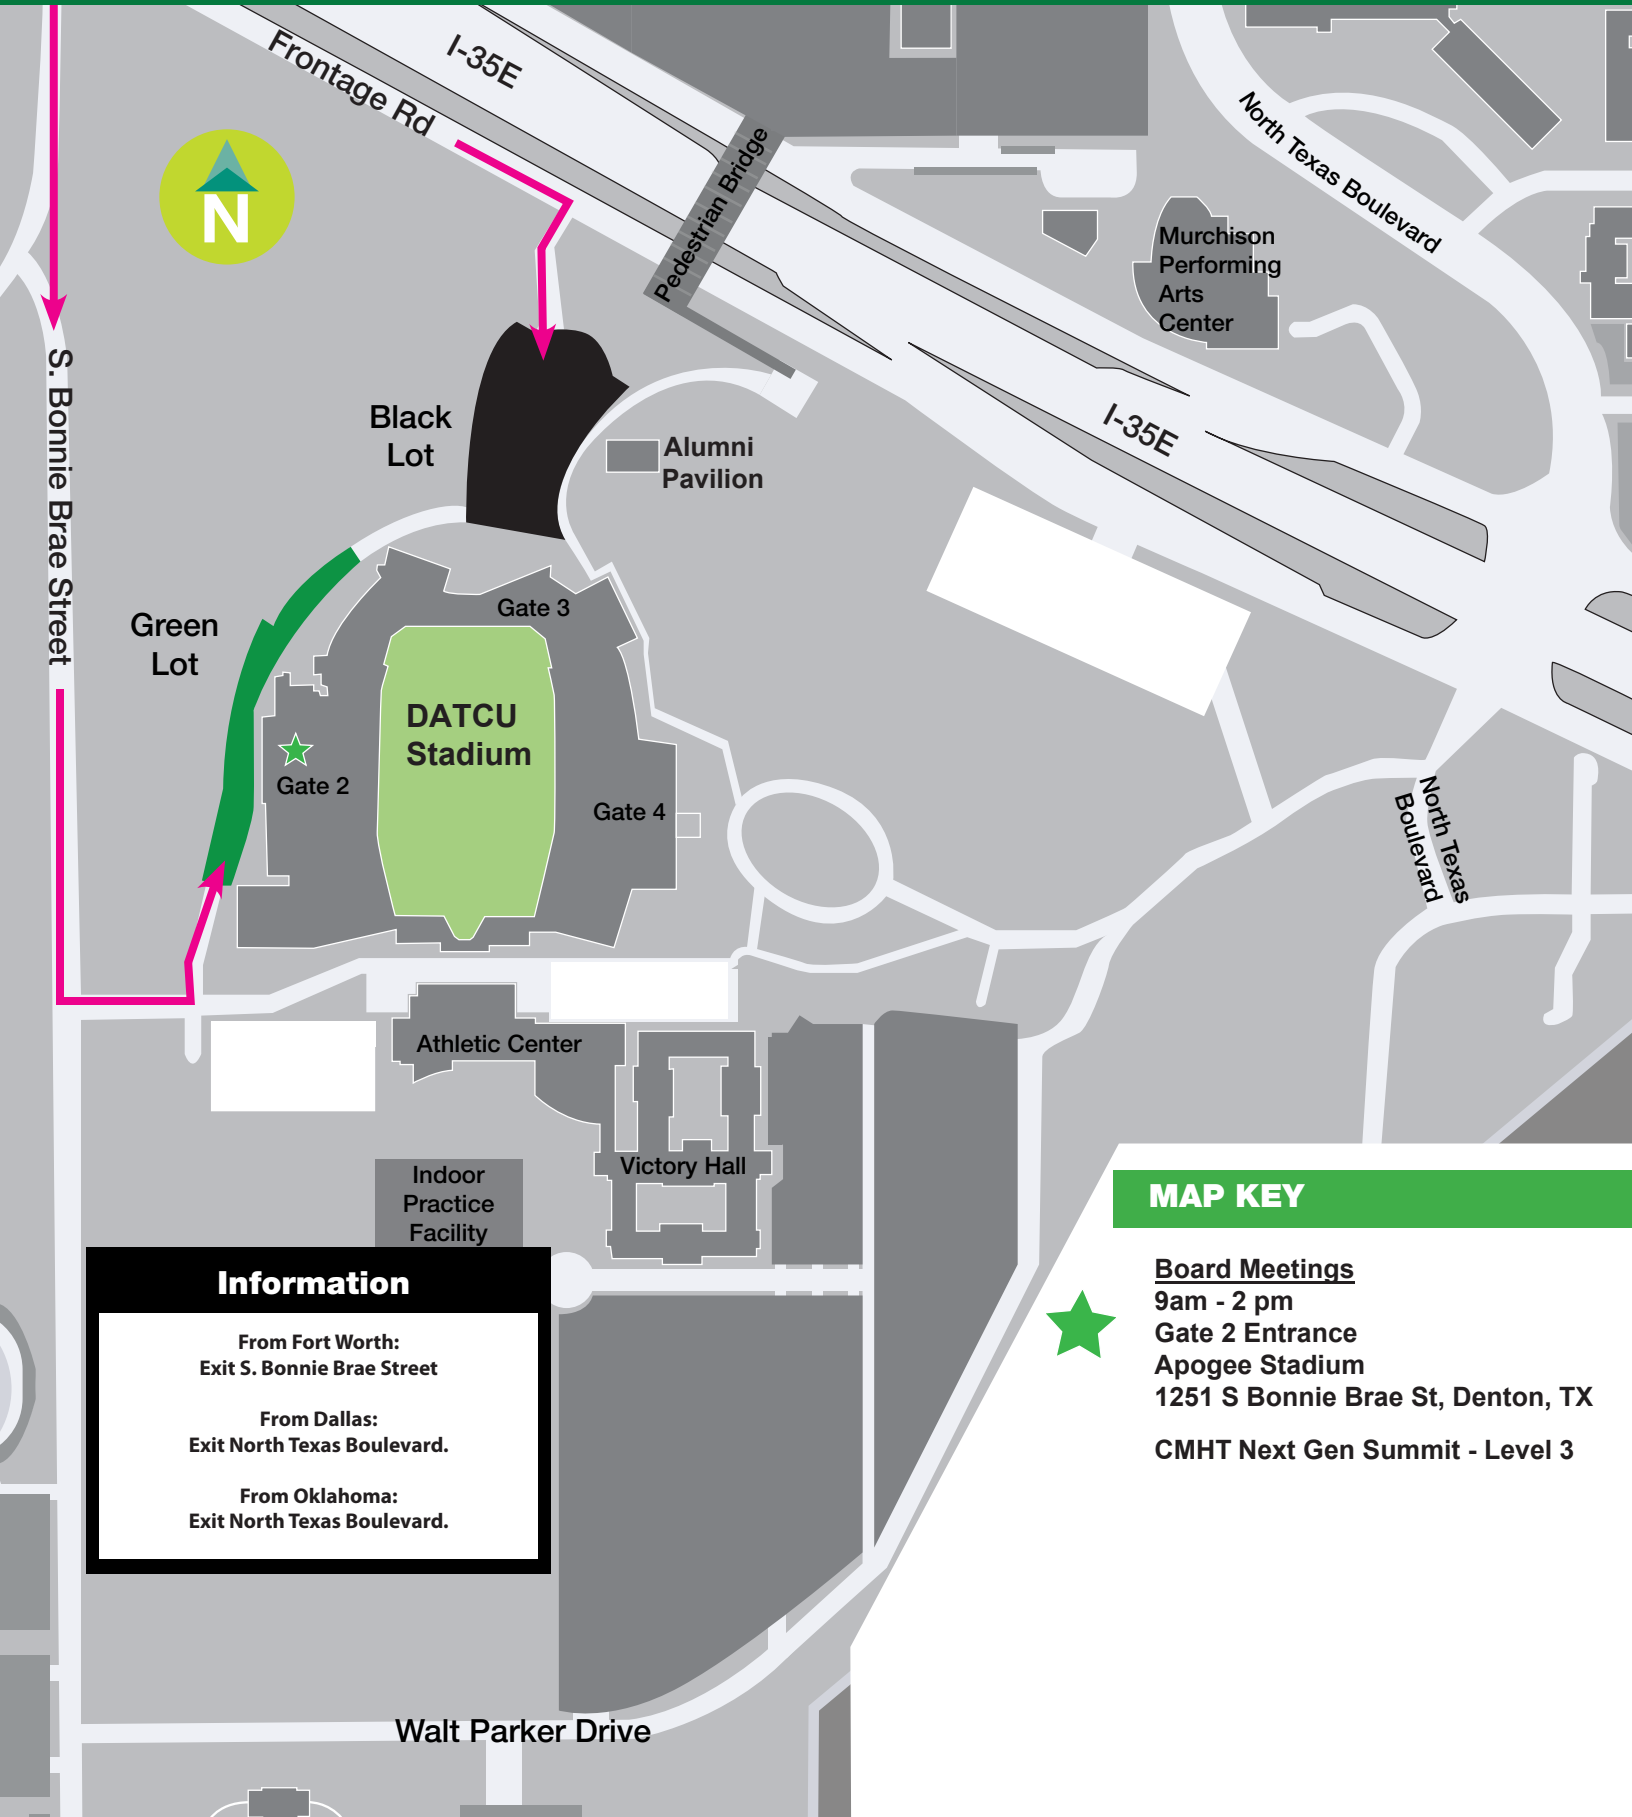 I-35E
Frontage Rd
N
Pedestrian Bridge
North Texas Boulevard
Murchison
Performing
Arts
Center
S. Bonnie Brae Street
Black
Lot
Alumni
Pavilion
I-35E
Green
Lot
Gate 3
DATCU
Stadium
Gate 2
Gate 4
North Texas
Boulevard
Athletic Center
Victory Hall
Indoor
Practice
Facility
Information
From Fort Worth:
Exit S. Bonnie Brae Street
From Dallas:
Exit North Texas Boulevard.
From Oklahoma:
Exit North Texas Boulevard.
MAP KEY
Board Meetings
9am - 2 pm
Gate 2 Entrance
Apogee Stadium
1251 S Bonnie Brae St, Denton, TX
CMHT Next Gen Summit - Level 3
Walt Parker Drive